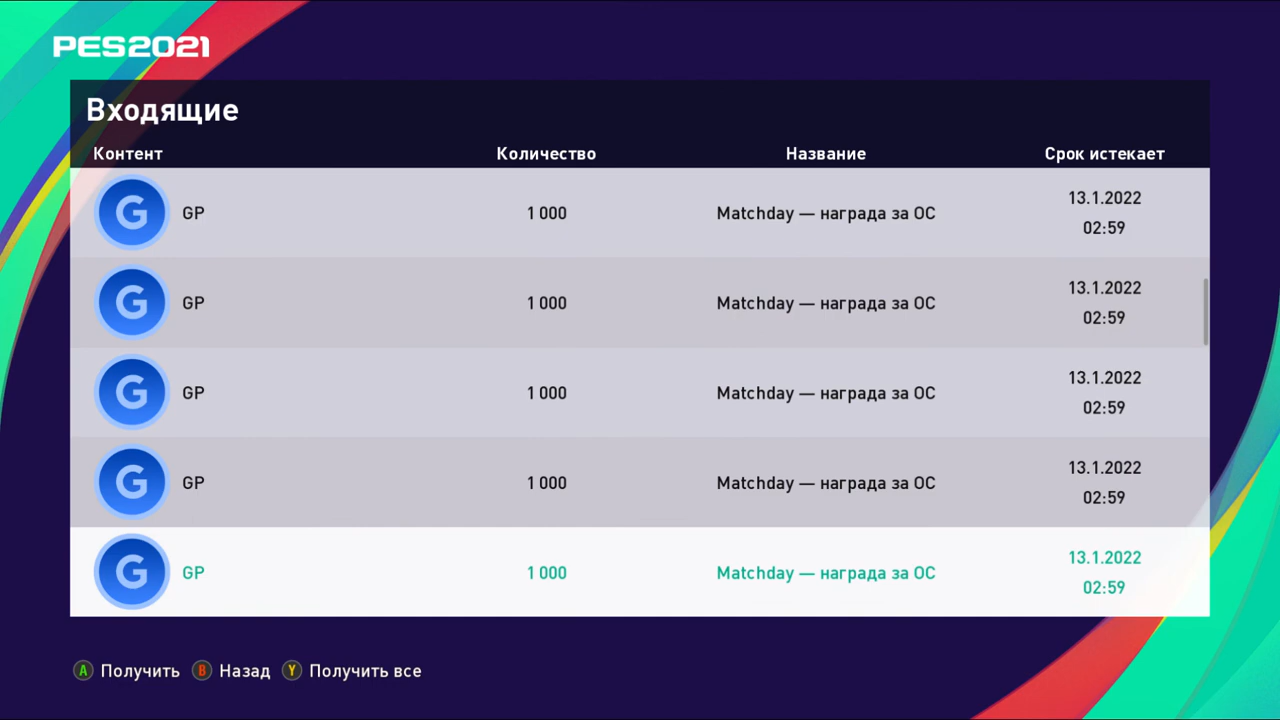 PES2021
Входящие
Контент Количество Название Срок истекает
G GP 1 000 Matchday — награда за ОС 13.1.2022 02:59
G GP 1 000 Matchday — награда за ОС 13.1.2022 02:59
G GP 1 000 Matchday — награда за ОС 13.1.2022 02:59
G GP 1 000 Matchday — награда за ОС 13.1.2022 02:59
G GP 1 000 Matchday — награда за ОС 13.1.2022 02:59
A Получить B Назад Y Получить все